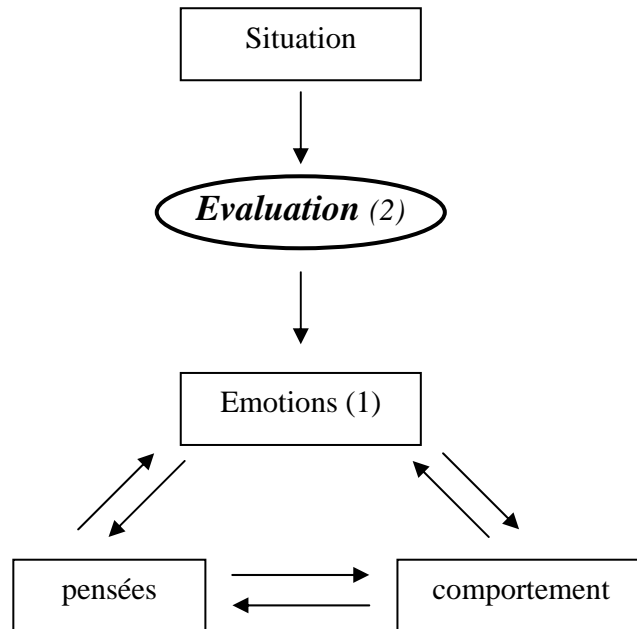 Situation
Evaluation (2)
Emotions (1)
pensées
comportement